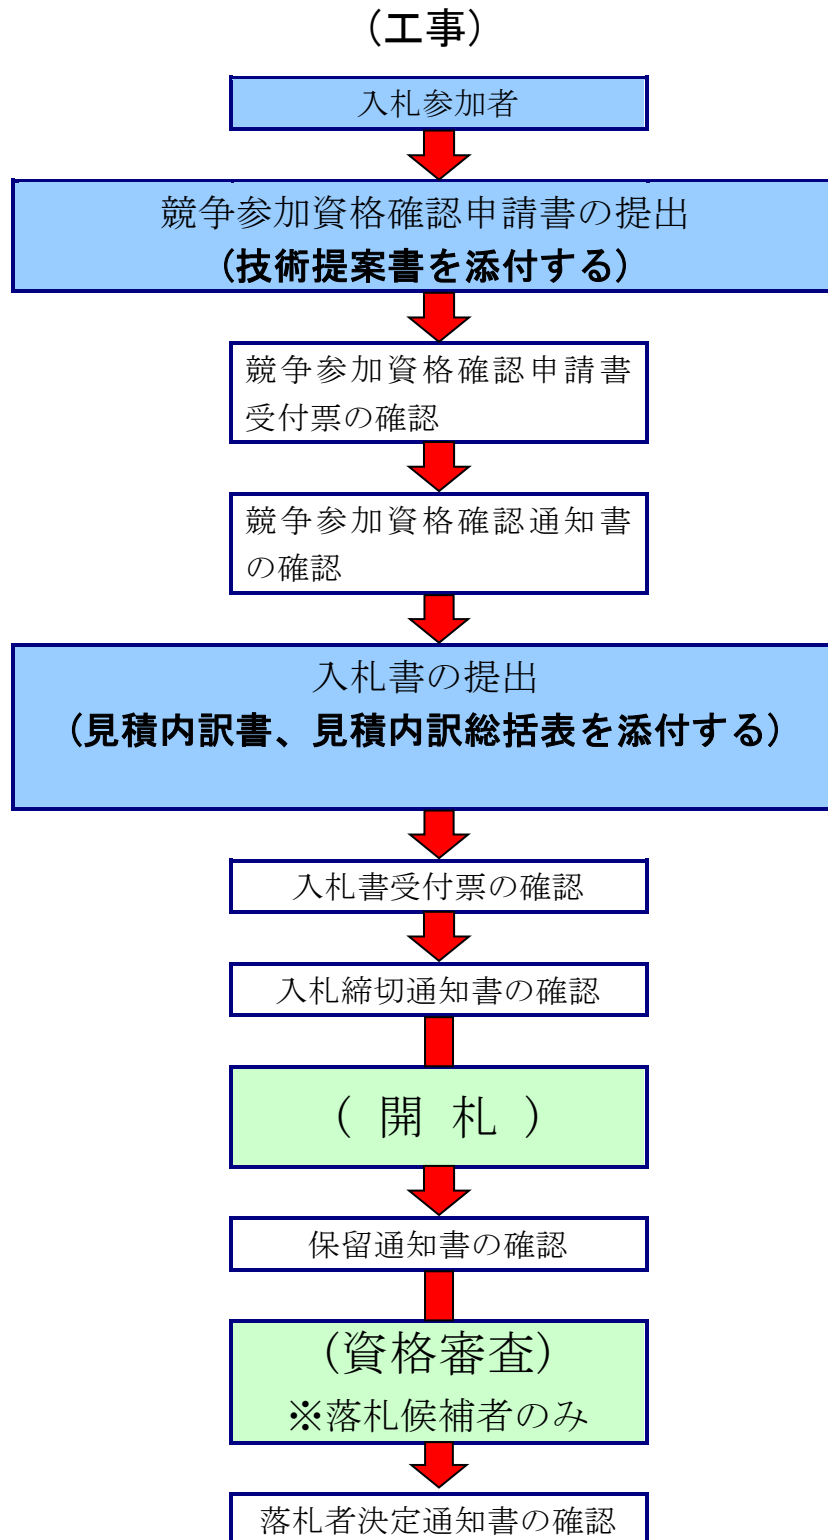 （工事）
入札参加者
競争参加資格確認申請書の提出
（技術提案書を添付する）
競争参加資格確認申請書
受付票の確認
競争参加資格確認通知書
の確認
入札書の提出
（見積内訳書、見積内訳総括表を添付する）
入札書受付票の確認
入札締切通知書の確認
（ 開 札 ）
保留通知書の確認
（資格審査）
※落札候補者のみ
落札者決定通知書の確認